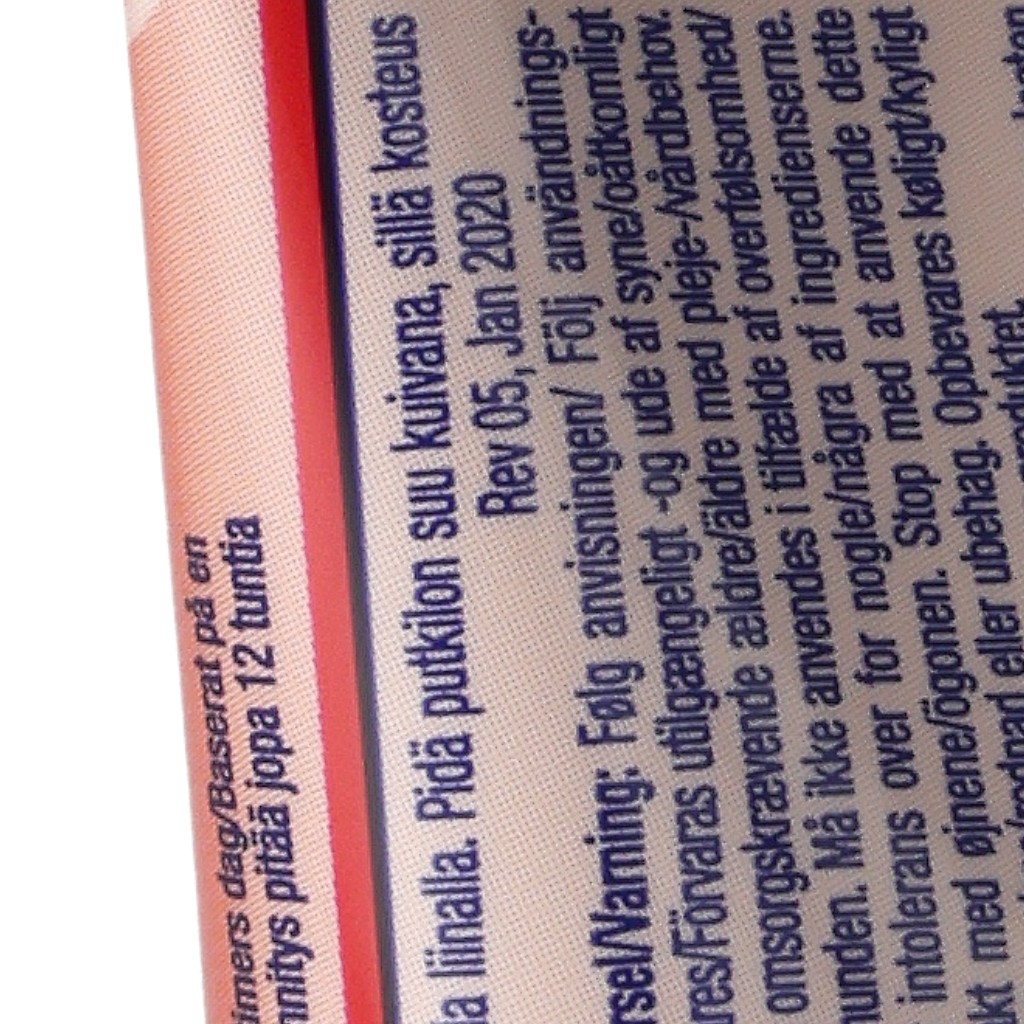 timers dag/Baserat på en
jopa 12 tuntia
liinalla. Pidä putkilon suu kuivana, sillä kosteus
Rev 05, Jan 2020
rsel/Varning: Følg anvisningen/ Följ användnings-
res/Förvaras utilgængeligt -og ude af syne/oåtkomligt
omsorgskrævende ældre/äldre med pleje-/vårdbehov.
unden. Må ikke anvendes i tilfælde af overfølsomhed/
intolerans over for nogle/några af ingredienserne.
kt med øjnene/ögonen. Stop med at anvende dette
eller ubehag. Opbevares køligt/kyligt